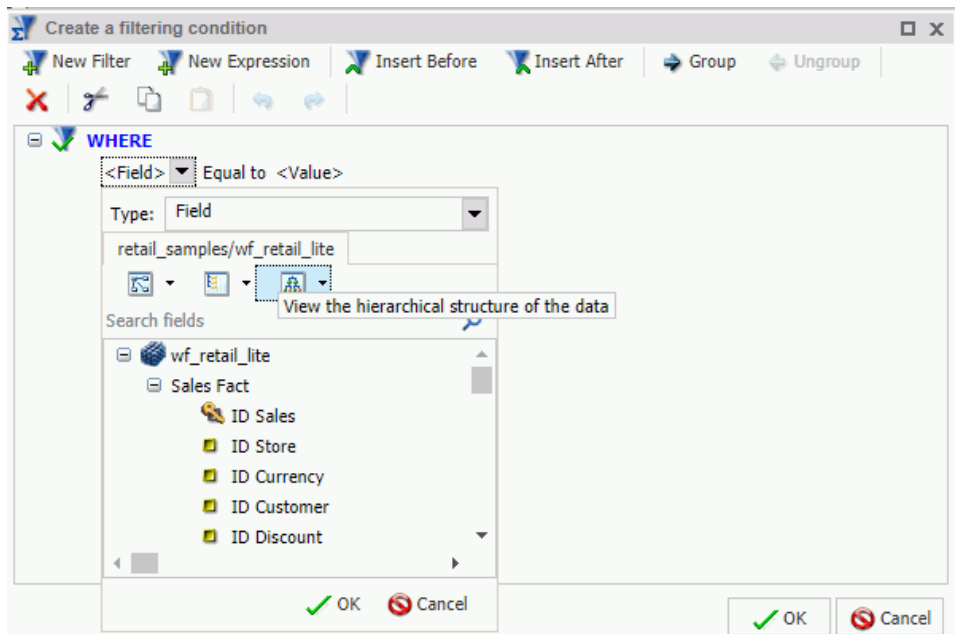 Create a filtering condition
New Filter New Expression Insert Before Insert After Group Ungroup
WHERE
<Field> Equal to <Value>
Type: Field
retail_samples/wf_retail_lite
View the hierarchical structure of the data
Search fields
wf_retail_lite
Sales Fact
ID Sales
ID Store
ID Currency
ID Customer
ID Discount
OK Cancel
OK Cancel